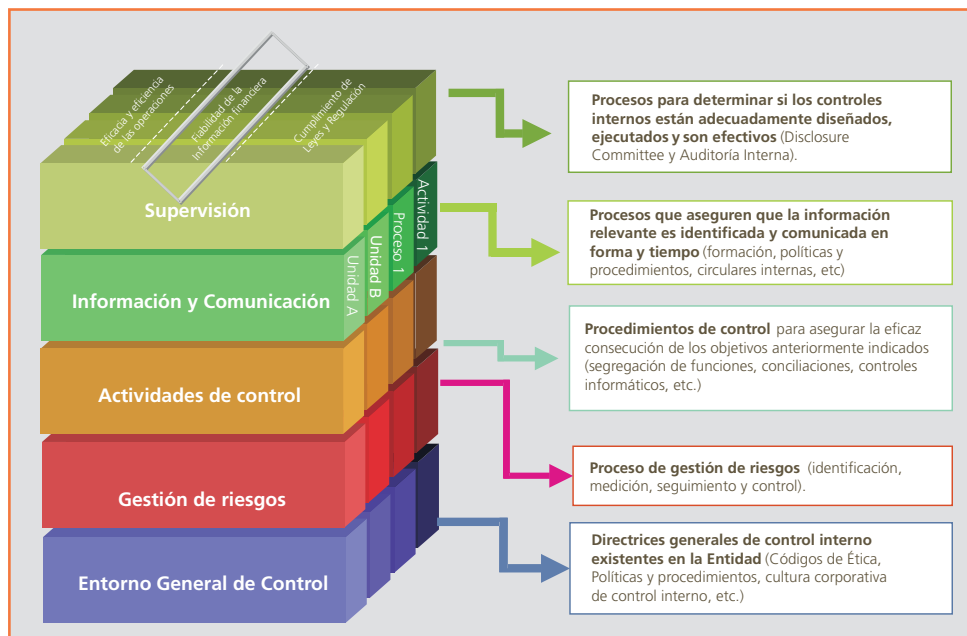 Eficacia y eficiencia
de las operaciones
Fiabilidad de la
Información financiera
Cumplimiento de
Leyes y Regulación
Supervisión
Información y Comunicación
Actividades de control
Gestión de riesgos
Entorno General de Control
Unidad A
Unidad B
Proceso 1
Actividad 1
Procesos para determinar si los controles
internos están adecuadamente diseñados,
ejecutados y son efectivos (Disclosure
Committee y Auditoría Interna).
Procesos que aseguren que la información
relevante es identificada y comunicada en
forma y tiempo (formación, políticas y
procedimientos, circulares internas, etc)
Procedimientos de control para asegurar la eficaz
consecución de los objetivos anteriormente indicados
(segregación de funciones, conciliaciones, controles
informáticos, etc.)
Proceso de gestión de riesgos (identificación,
medición, seguimiento y control).
Directrices generales de control interno
existentes en la Entidad (Códigos de Ética,
Políticas y procedimientos, cultura corporativa
de control interno, etc.)